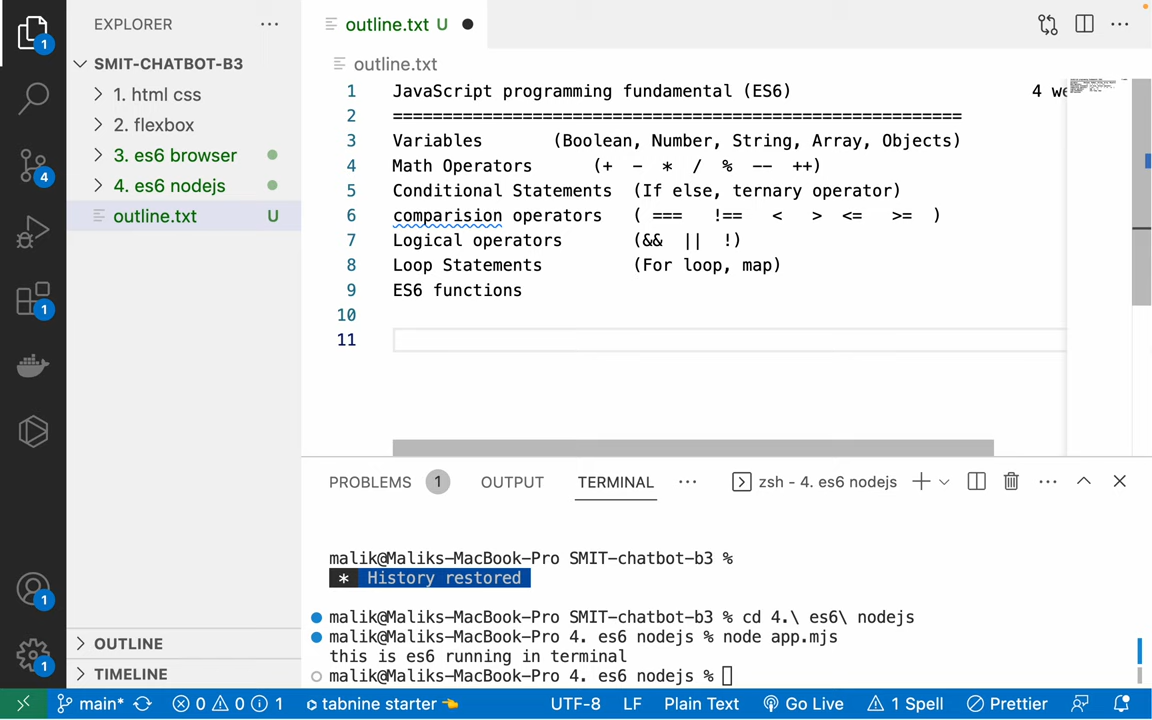 EXPLORER
outline.txt U
1
SMIT-CHATBOT-B3
outline.txt
1. html css
1 JavaScript programming fundamental (ES6) 4 we
2 =========================================================
2. flexbox
3 Variables (Boolean, Number, String, Array, Objects)
3. es6 browser
4 Math Operators (+ - * / % -- ++)
4
4. es6 nodejs
5 Conditional Statements (If else, ternary operator)
outline.txt U
6 comparision operators ( === !== < > <= >= )
7 Logical operators (&& || !)
8 Loop Statements (For loop, map)
9 ES6 functions
1
10
11
PROBLEMS 1 OUTPUT TERMINAL zsh - 4. es6 nodejs
malik@Maliks-MacBook-Pro SMIT-chatbot-b3 %
* History restored
malik@Maliks-MacBook-Pro SMIT-chatbot-b3 % cd 4.\ es6\ nodejs
malik@Maliks-MacBook-Pro 4. es6 nodejs % node app.mjs
this is es6 running in terminal
malik@Maliks-MacBook-Pro 4. es6 nodejs %
1
OUTLINE
1
TIMELINE
main* 0 0 1 tabnine starter UTF-8 LF Plain Text Go Live 1 Spell Prettier